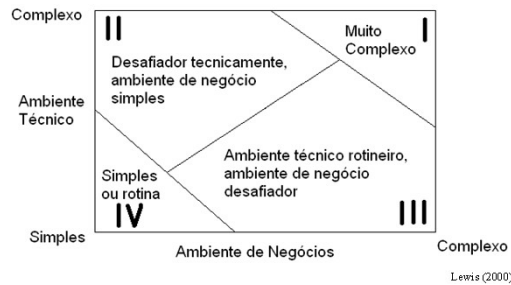 Complexo
II
I
Muito
Complexo
Desafiador tecnicamente,
ambiente de negócio
simples
Ambiente
Técnico
Ambiente técnico rotineiro,
ambiente de negócio
desafiador
Simples
ou rotina
IV
III
Simples
Ambiente de Negócios
Complexo
Lewis (2000)